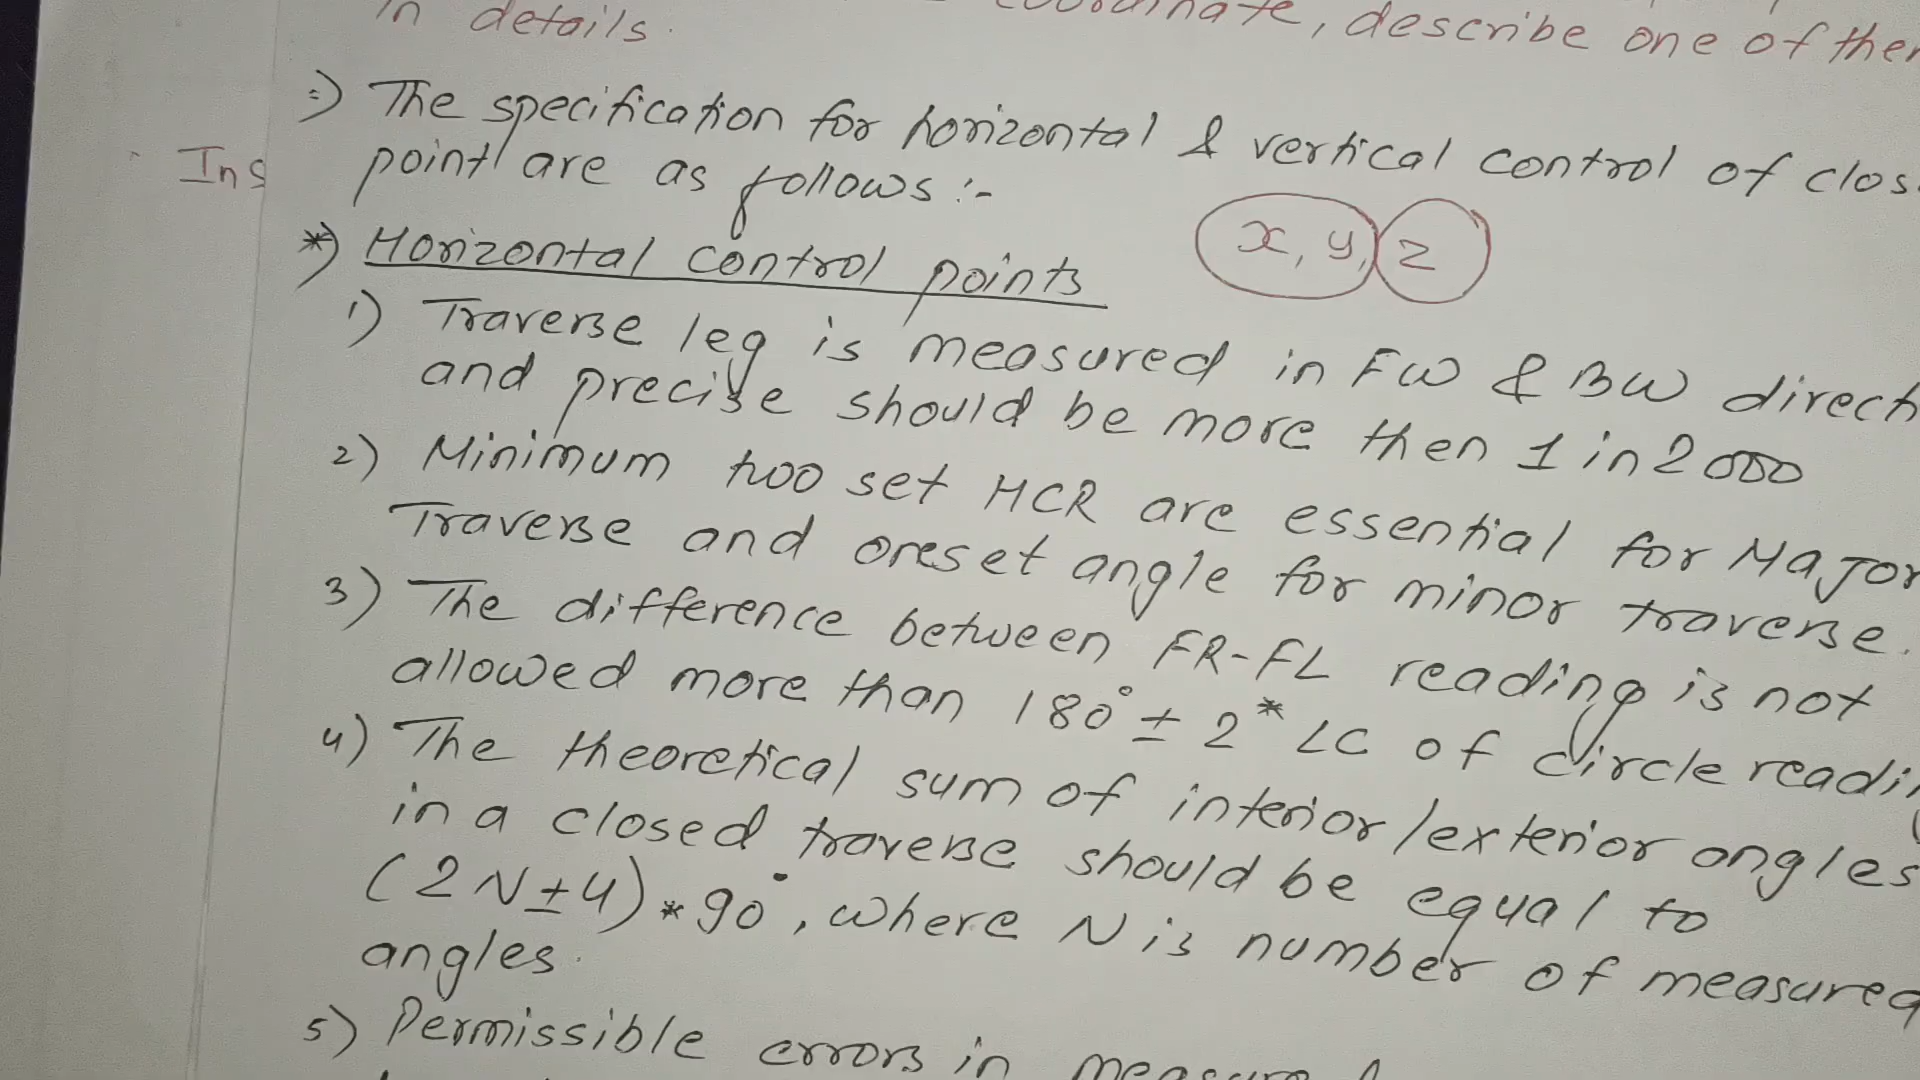 in details.
coordinate, describe one of them
=) The specification for horizontal & vertical control of clos
Ins
point are as follows :-
x, y, z
*) Horizontal control points
1) Traverse leg is measured in FW & BW direct
and precise should be more then 1 in 2000
2) Minimum two set HCR are essential for Major
Traverse and oneset angle for minor traverse.
3) The difference between FR-FL reading is not
allowed more than 180° ± 2* LC of circle readi
4) The theoretical sum of interior/exterior angles
in a closed traverse should be equal to
(2N±4)*90°, where N is number of measured
angles.
5) Permissible errors in